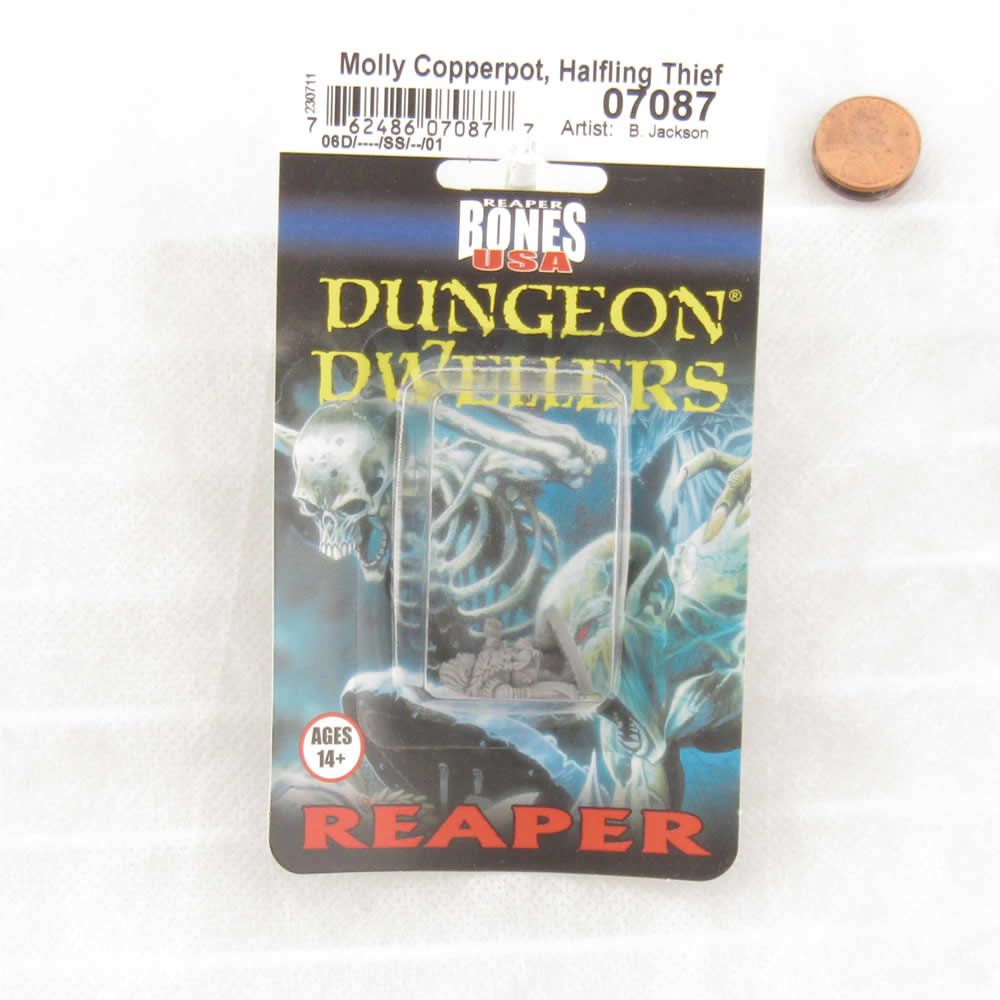 Molly Copperpot, Halfling Thief
230711
07087
7 62486 07087 7
Artist: B. Jackson
06D/----/SS/--/01
REAPER
BONES
USA
DUNGEON®
DWELLERS
AGES
14+
REAPER